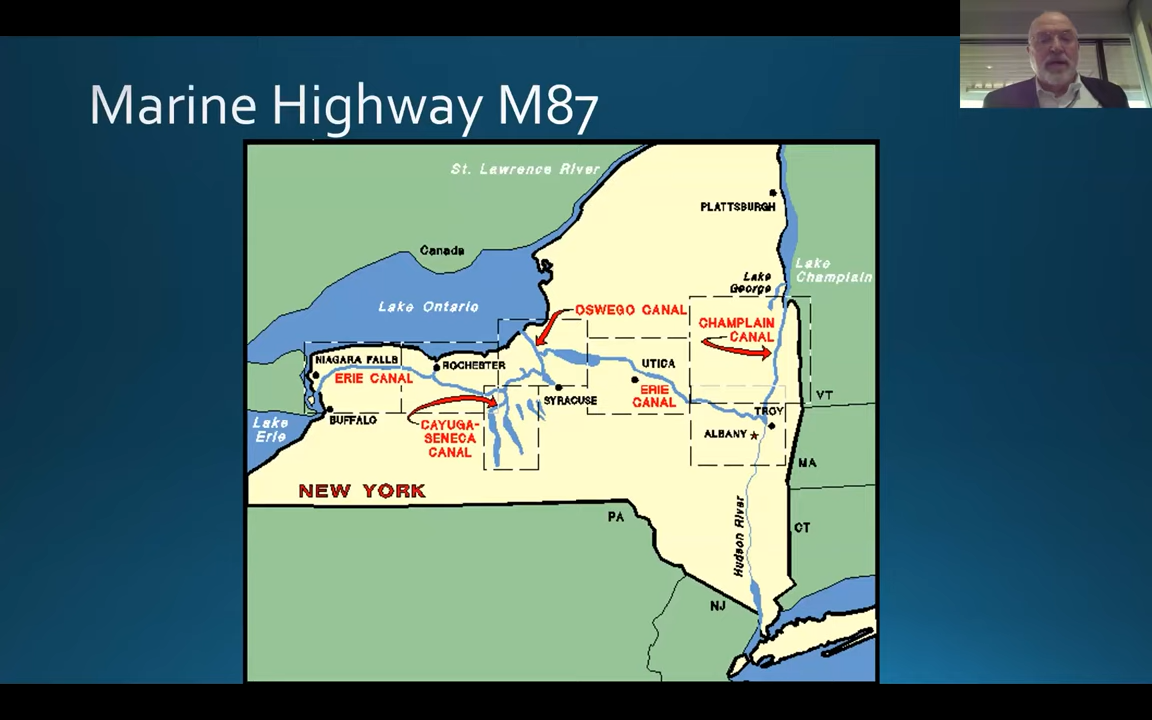 Marine Highway M87
St. Lawrence River
PLATTSBURGH
Canada
Lake
Champlain
Lake
George
Lake Ontario
OSWEGO CANAL
CHAMPLAIN
CANAL
NIAGARA FALLS
ROCHESTER
UTICA
ERIE CANAL
ERIE
CANAL
SYRACUSE
VT
TROY
BUFFALO
Lake
Erie
CAYUGA-
SENECA
CANAL
ALBANY
MA
NEW YORK
PA
CT
Hudson River
NJ